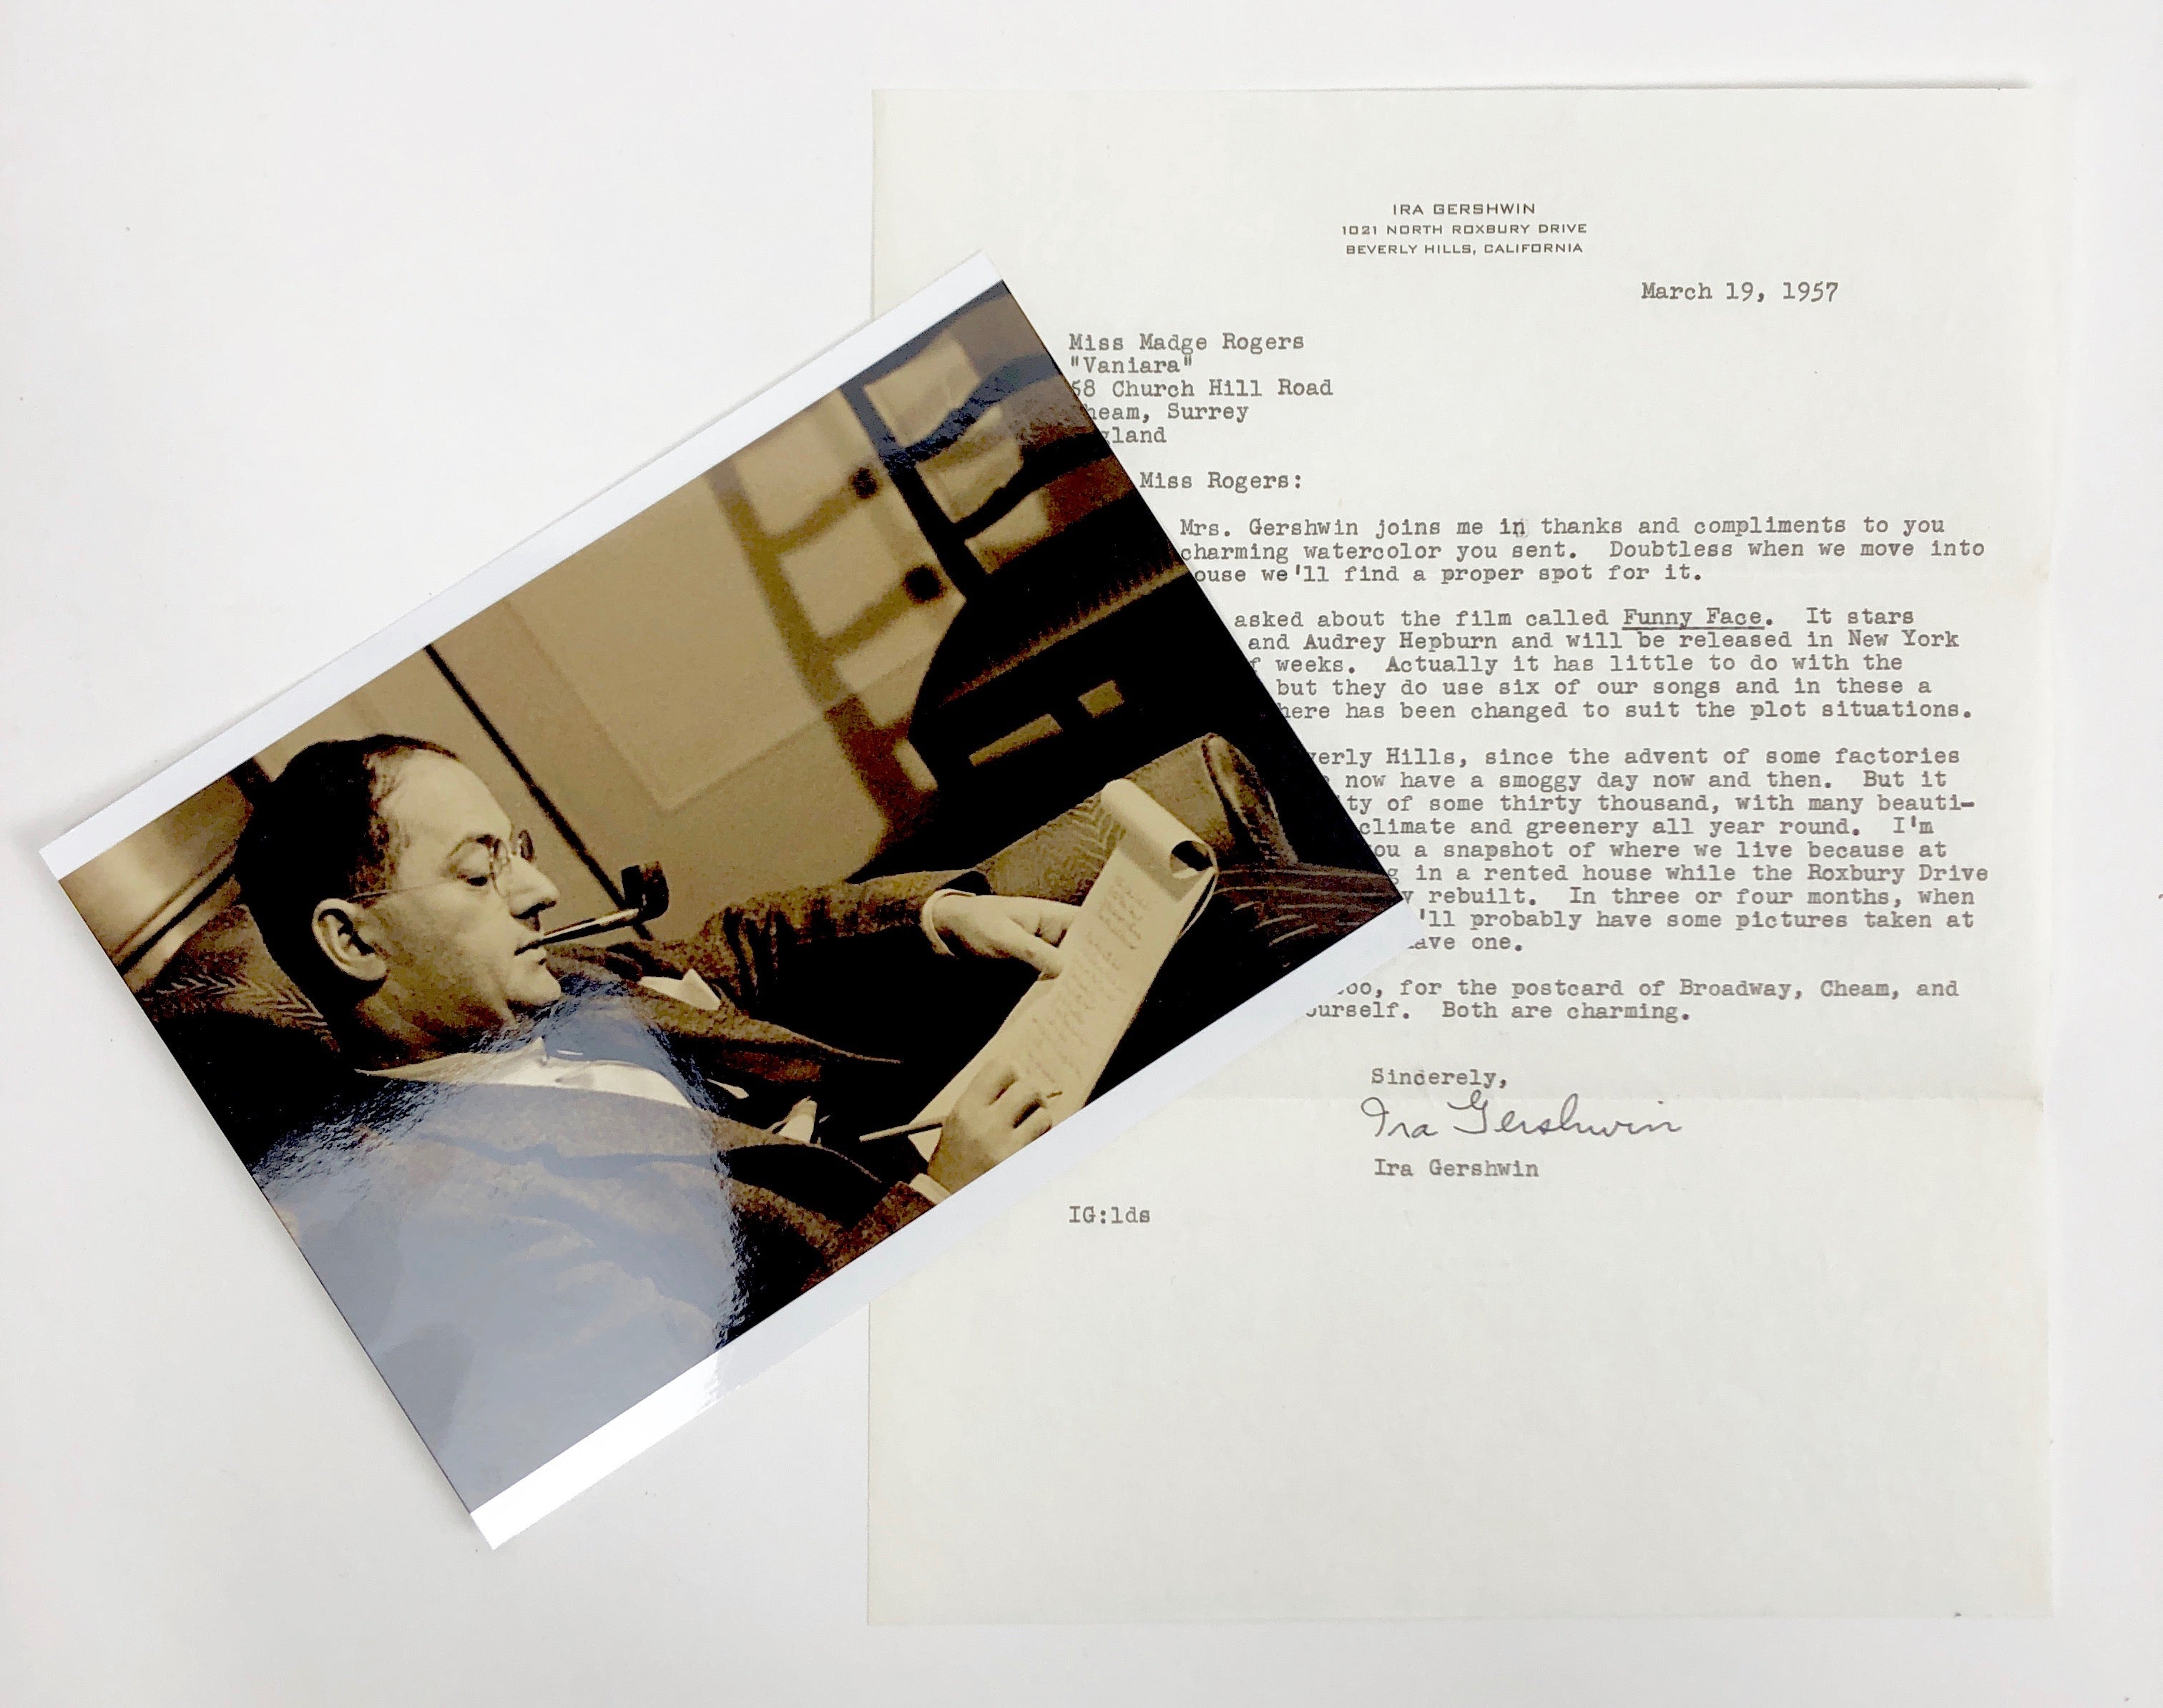 IRA GERSHWIN
1021 NORTH ROXBURY DRIVE
BEVERLY HILLS, CALIFORNIA
March 19, 1957
Miss Madge Rogers
"Vaniara"
58 Church Hill Road
heam, Surrey
gland
Miss Rogers:
Mrs. Gershwin joins me in thanks and compliments to you
charming watercolor you sent. Doubtless when we move into
ouse we'll find a proper spot for it.
asked about the film called Funny Face. It stars
and Audrey Hepburn and will be released in New York
f weeks. Actually it has little to do with the
but they do use six of our songs and in these a
here has been changed to suit the plot situations.
verly Hills, since the advent of some factories
now have a smoggy day now and then. But it
ity of some thirty thousand, with many beauti-
climate and greenery all year round. I'm
ou a snapshot of where we live because at
g in a rented house while the Roxbury Drive
y rebuilt. In three or four months, when
'll probably have some pictures taken at
ave one.
oo, for the postcard of Broadway, Cheam, and
ourself. Both are charming.
Sincerely,
Ira Gershwin
Ira Gershwin
IG:lds